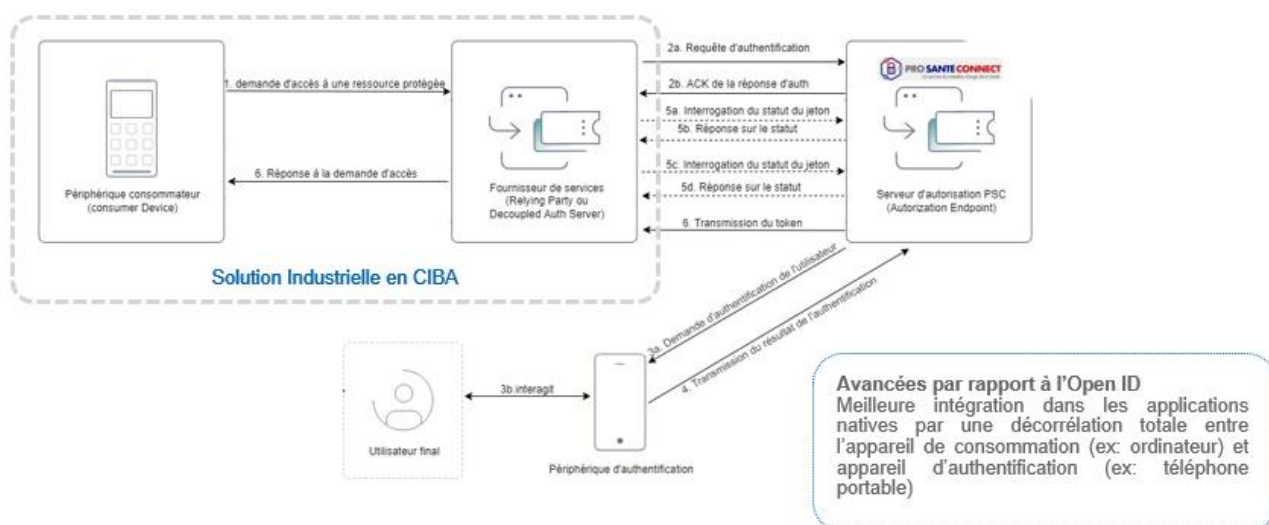 2a. Requête d'authentification
PRO SANTÉ CONNECT
1. demande d'accès à une ressource protégée
2b. ACK de la réponse d'auth
5a. Interrogation du statut du jeton
5b. Réponse sur le statut
5c. Interrogation du statut du jeton
6. Réponse à la demande d'accès
5d. Réponse sur le statut
Périphérique consommateur
(consumer Device)
Fournisseur de services
(Relying Party ou
Decoupled Auth Server)
Serveur d'autorisation PSC
(Autorization Endpoint)
6. Transmission du token
Solution Industrielle en CIBA
3a. Demande d'authentification de l'utilisateur
4. Transmission du résultat de l'authentification
3b.interagit
Utilisateur final
Périphérique d'authentification
Avancées par rapport à l'Open ID
Meilleure intégration dans les applications
natives par une décorrélation totale entre
l'appareil de consommation (ex: ordinateur) et
appareil d'authentification (ex: téléphone
portable)